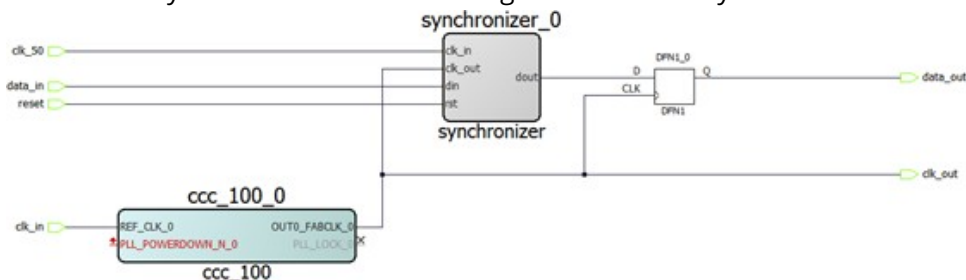 synchronizer_0
clk_50
clk_in
clk_out
data_in
din
dout
reset
rst
synchronizer
DFN1_0
D
Q
CLK
DFN1
data_out
clk_out
ccc_100_0
clk_in
REF_CLK_0
OUT0_FABCLK_0
PLL_POWERDOWN_N_0
PLL_LOCK_0
ccc_100